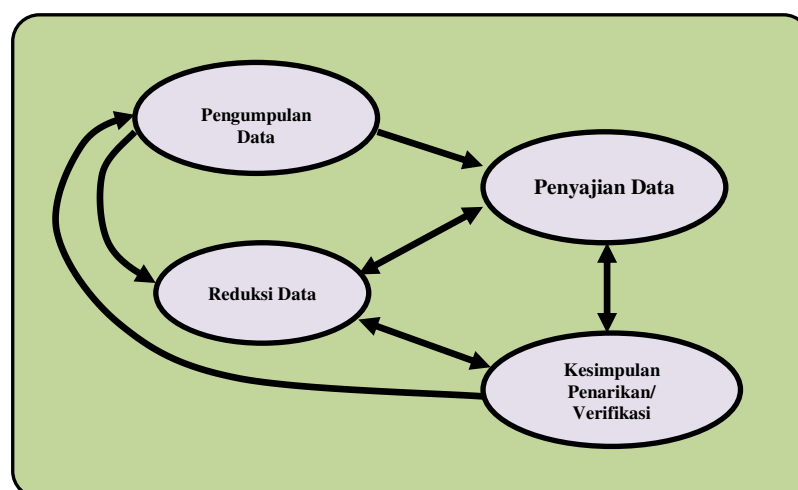 Pengumpulan
Data
Penyajian Data
Reduksi Data
Kesimpulan
Penarikan/
Verifikasi